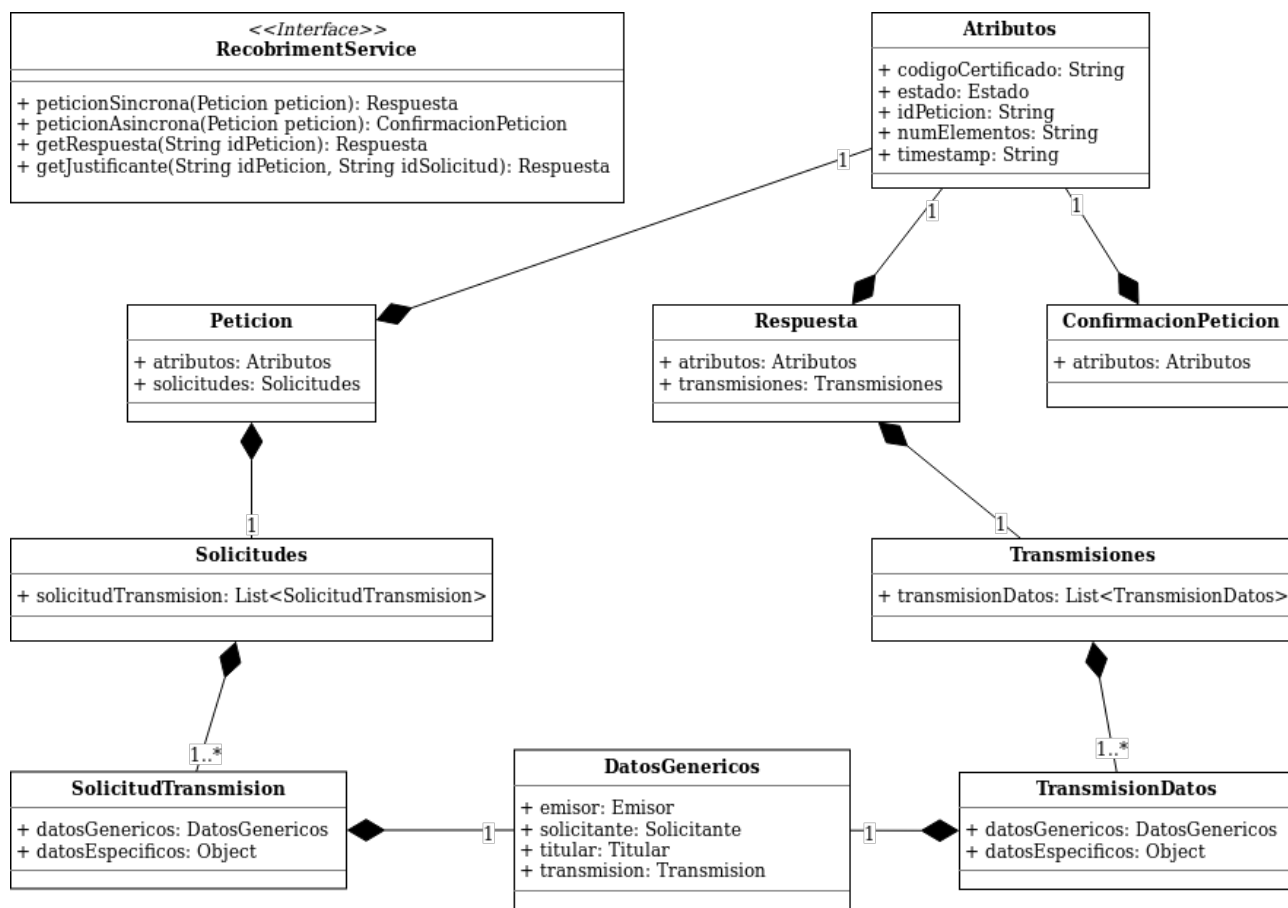 <<Interface>>
RecobrimentService
+ peticionSincrona(Peticion peticion): Respuesta
+ peticionAsincrona(Peticion peticion): ConfirmacionPeticion
+ getRespuesta(String idPeticion): Respuesta
+ getJustificante(String idPeticion, String idSolicitud): Respuesta
Atributos
+ codigoCertificado: String
+ estado: Estado
+ idPeticion: String
+ numElementos: String
+ timestamp: String
1
1
1
Peticion
+ atributos: Atributos
+ solicitudes: Solicitudes
Respuesta
+ atributos: Atributos
+ transmisiones: Transmisiones
ConfirmacionPeticion
+ atributos: Atributos
1
1
Solicitudes
+ solicitudTransmision: List<SolicitudTransmision>
Transmisiones
+ transmisionDatos: List<TransmisionDatos>
1..*
1..*
SolicitudTransmision
+ datosGenericos: DatosGenericos
+ datosEspecificos: Object
1
DatosGenericos
+ emisor: Emisor
+ solicitante: Solicitante
+ titular: Titular
+ transmision: Transmision
1
TransmisionDatos
+ datosGenericos: DatosGenericos
+ datosEspecificos: Object